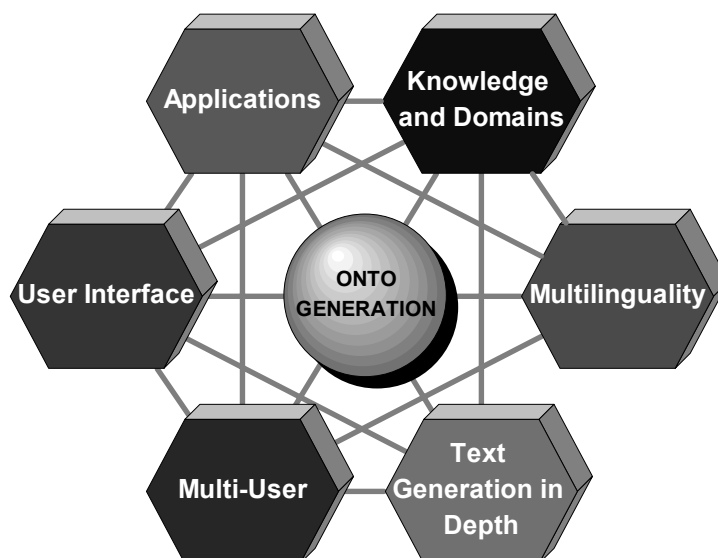 Applications
Knowledge
and Domains
User Interface
ONTO
GENERATION
Multilinguality
Multi-User
Text
Generation in
Depth